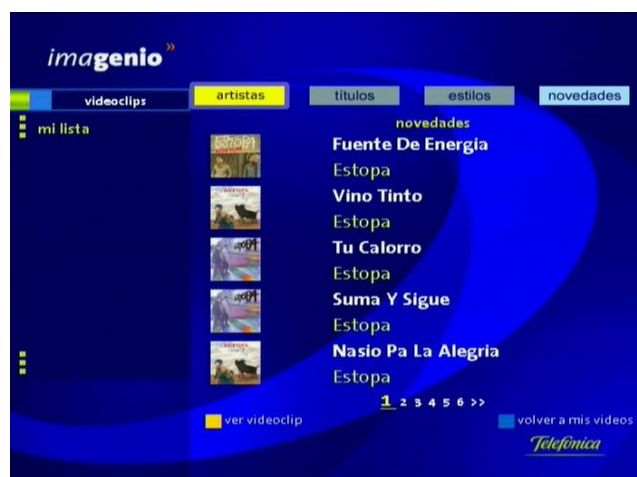 imagenio»
videoclips
artistas
títulos
estilos
novedades
mi lista
novedades
Fuente De Energia
Estopa
Vino Tinto
Estopa
Tu Calorro
Estopa
Suma Y Sigue
Estopa
Nasio Pa La Alegria
Estopa
1 2 3 4 5 6 >>
ver videoclip
volver a mis videos
Telefónica